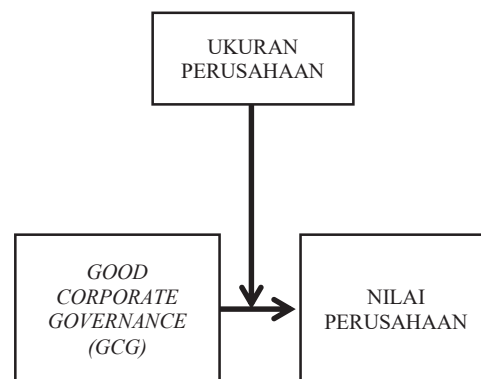 UKURAN
PERUSAHAAN
GOOD
CORPORATE
GOVERNANCE
(GCG)
NILAI
PERUSAHAAN